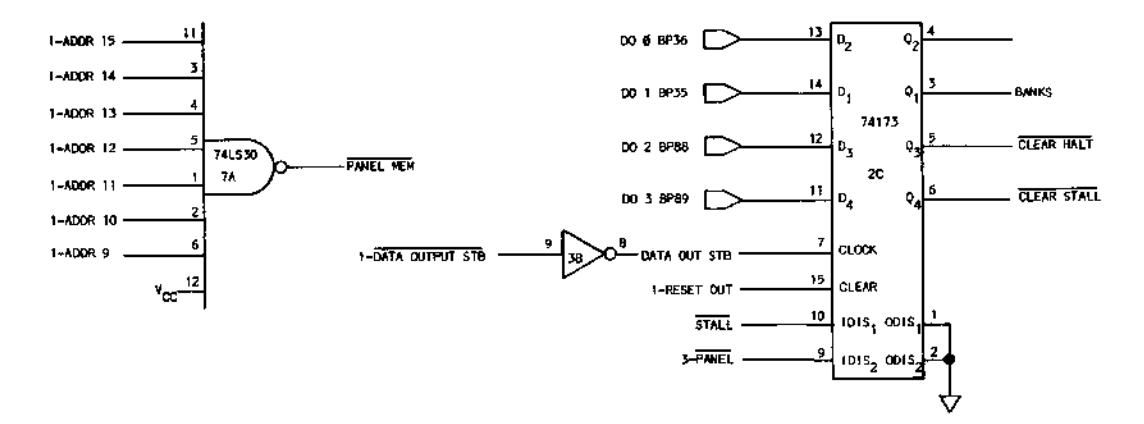 1-ADDR 15 11
1-ADDR 14 3
1-ADDR 13 4
1-ADDR 12 5
1-ADDR 11 1
1-ADDR 10 2
1-ADDR 9 6
VCC 12
74LS30
7A
PANEL MEM
DO 0 BP36 13 D2 Q2 4
DO 1 BP35 14 D1 Q1 3 BANKS
74173
DO 2 BP88 12 D3 Q3 5 CLEAR HALT
2C
DO 3 BP89 11 D4 Q4 6 CLEAR STALL
1-DATA OUTPUT STB 9 3B 8 DATA OUT STB 7 CLOCK
1-RESET OUT 15 CLEAR
STALL 10 IDIS1 ODIS1 1
3-PANEL 9 IDIS2 ODIS2 2